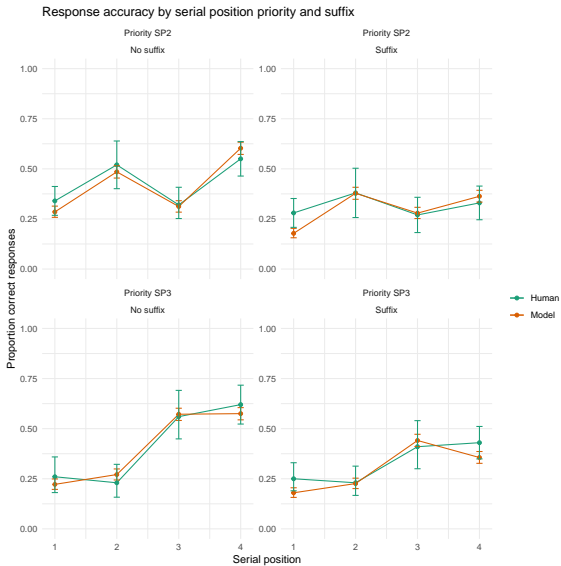 Response accuracy by serial position priority and suffix
Priority SP2
No suffix
Priority SP2
Suffix
1.00
0.75
0.50
0.25
0.00
1.00
0.75
0.50
0.25
0.00
Priority SP3
No suffix
Priority SP3
Suffix
1.00
0.75
0.50
0.25
0.00
1.00
0.75
0.50
0.25
0.00
1 2 3 4
1 2 3 4
Serial position
Proportion correct responses
Human
Model